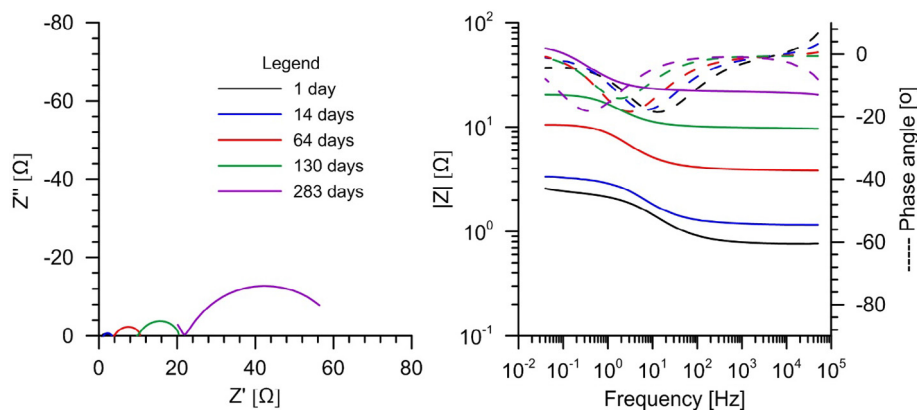 -80
-60
-40
-20
0
0 20 40 60 80
Z" [Ω]
Z' [Ω]
Legend
1 day
14 days
64 days
130 days
283 days
10²
10¹
10⁰
10⁻¹
|Z| [Ω]
10⁻² 10⁻¹ 10⁰ 10¹ 10² 10³ 10⁴ 10⁵
Frequency [Hz]
0
-20
-40
-60
-80
----- Phase angle [º]